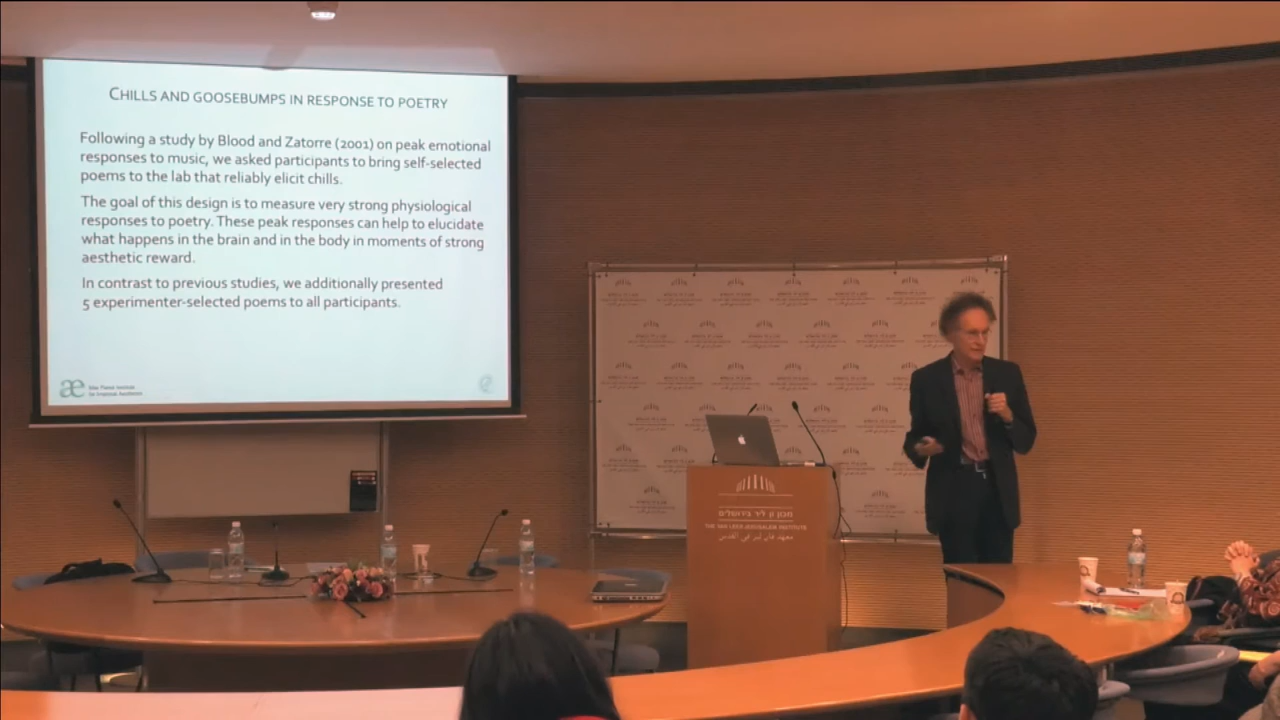 CHILLS AND GOOSEBUMPS IN RESPONSE TO POETRY
Following a study by Blood and Zatorre (2001) on peak emotional
responses to music, we asked participants to bring self-selected
poems to the lab that reliably elicit chills.
The goal of this design is to measure very strong physiological
responses to poetry. These peak responses can help to elucidate
what happens in the brain and in the body in moments of strong
aesthetic reward.
In contrast to previous studies, we additionally presented
5 experimenter-selected poems to all participants.
æ
מכון ון ליר בירושלים
THE VAN LEER JERUSALEM INSTITUTE
معهد فان لير في القدس